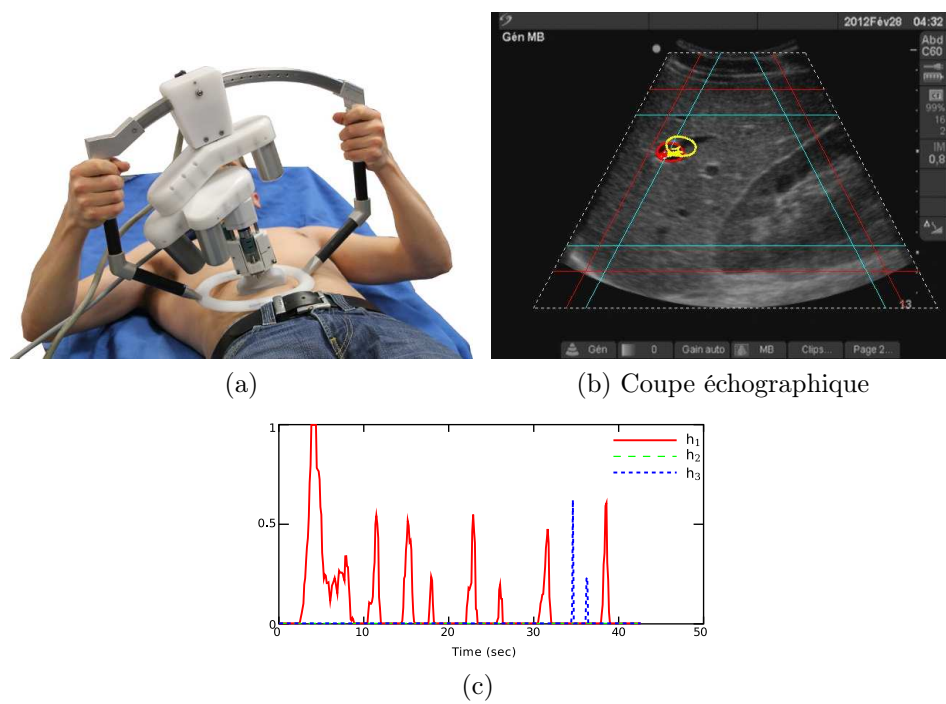 2012Fév28 04:32
Gén MB
Abd
C60
CF
99%
16
2
IM
0,8
13
Gén
0
Gain auto
MB
Clips...
Page 2...
(a)
(b) Coupe échographique
1
0.5
0
h1
h2
h3
0 10 20 30 40 50
Time (sec)
(c)